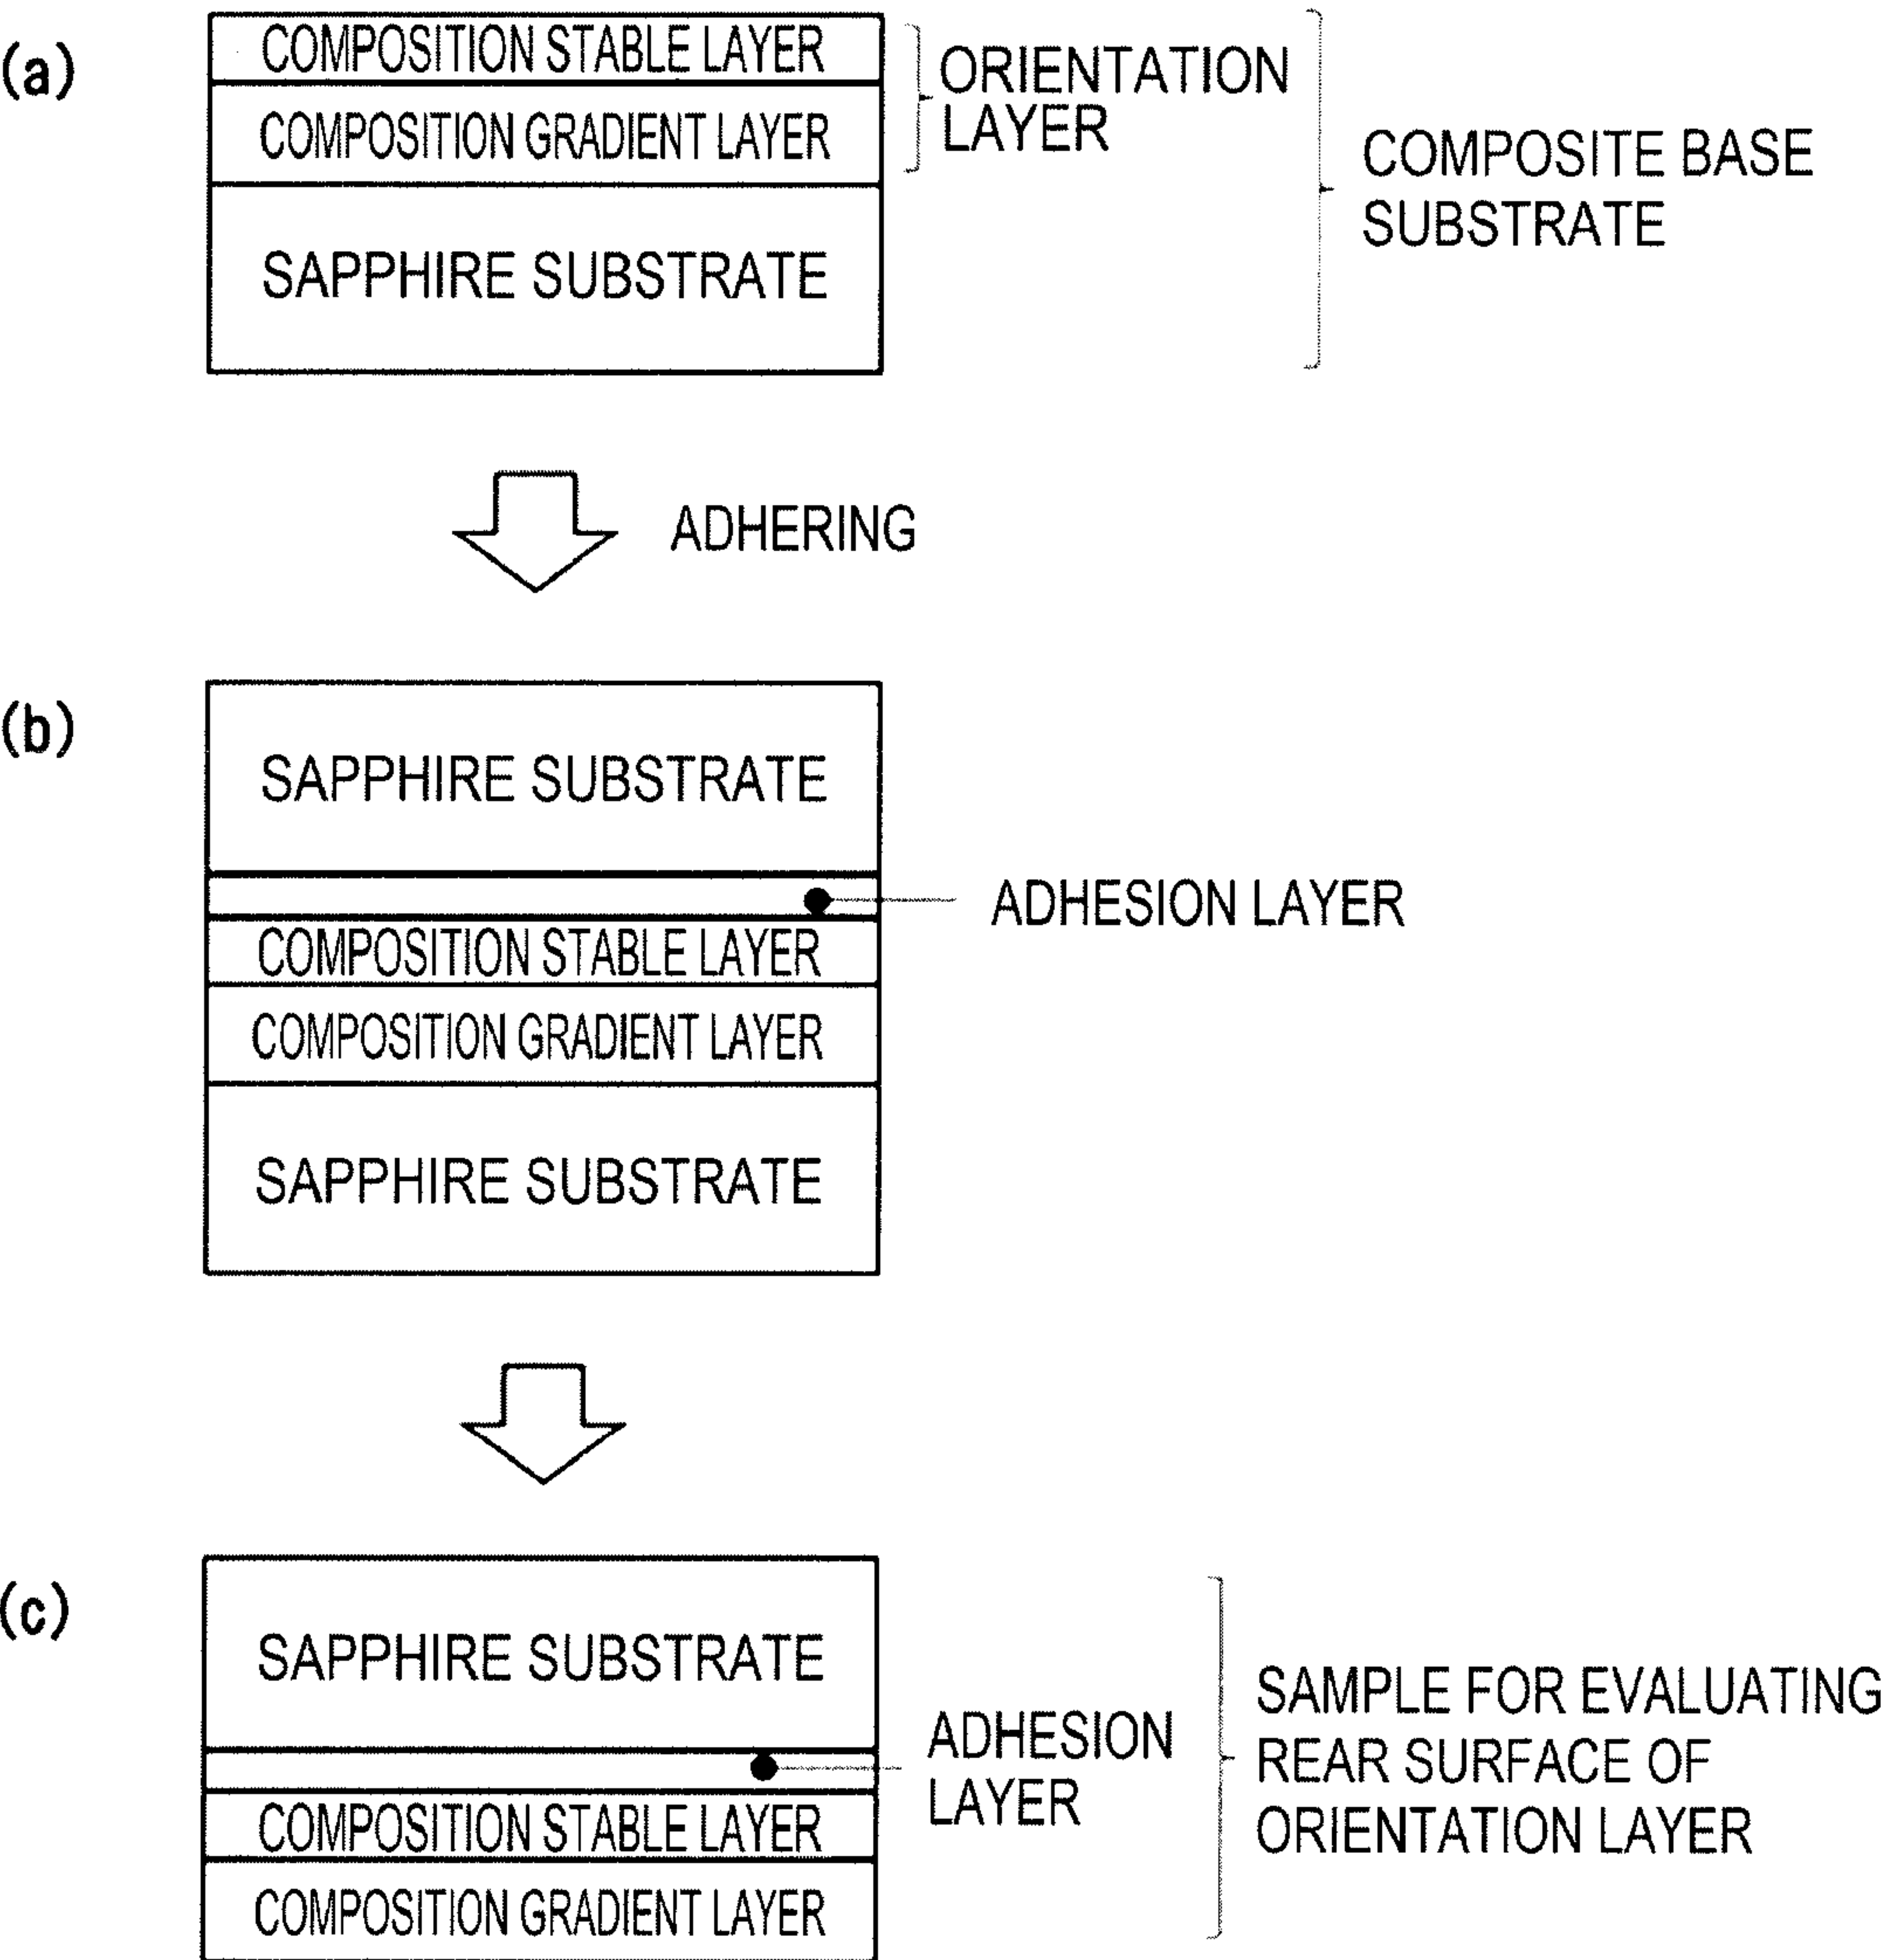 (a)
COMPOSITION STABLE LAYER
COMPOSITION GRADIENT LAYER
SAPPHIRE SUBSTRATE
ORIENTATION
LAYER
COMPOSITE BASE
SUBSTRATE
ADHERING
(b)
SAPPHIRE SUBSTRATE
ADHESION LAYER
COMPOSITION STABLE LAYER
COMPOSITION GRADIENT LAYER
SAPPHIRE SUBSTRATE
(c)
SAPPHIRE SUBSTRATE
ADHESION
LAYER
COMPOSITION STABLE LAYER
COMPOSITION GRADIENT LAYER
SAMPLE FOR EVALUATING
REAR SURFACE OF
ORIENTATION LAYER